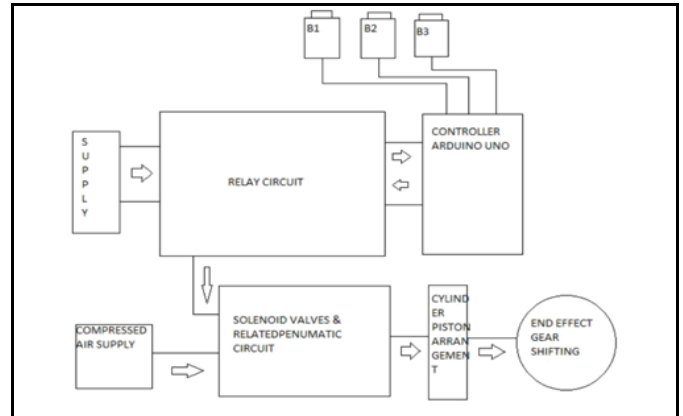 B1
B2
B3
S
U
P
P
L
Y
RELAY CIRCUIT
CONTROLLER
ARDUINO UNO
COMPRESSED
AIR SUPPLY
SOLENOID VALVES &
RELATEDPENUMATIC
CIRCUIT
CYLIND
ER
PISTON
ARRAN
GEMEN
T
END EFFECT
GEAR
SHIFTING